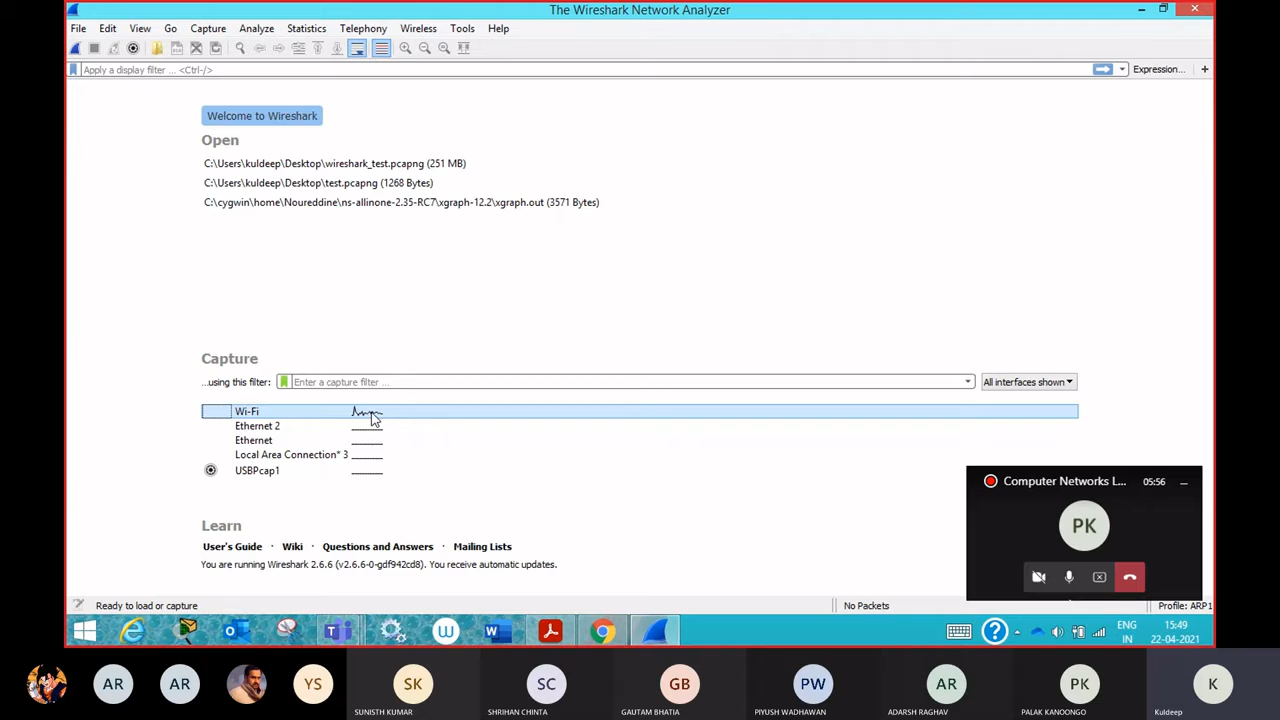 The Wireshark Network Analyzer
File Edit View Go Capture Analyze Statistics Telephony Wireless Tools Help
Apply a display filter ... <Ctrl-/>
Expression... +
Welcome to Wireshark
Open
C:\Users\kuldeep\Desktop\wireshark_test.pcapng (251 MB)
C:\Users\kuldeep\Desktop\test.pcapng (1268 Bytes)
C:\cygwin\home\Noureddine\ns-allinone-2.35-RC7\xgraph-12.2\xgraph.out (3571 Bytes)
Capture
...using this filter: Enter a capture filter ... All interfaces shown
Wi-Fi
Ethernet 2
Ethernet
Local Area Connection* 3
USBPcap1
Computer Networks L... 05:56
PK
Learn
User's Guide · Wiki · Questions and Answers · Mailing Lists
You are running Wireshark 2.6.6 (v2.6.6-0-gdf942cd8). You receive automatic updates.
Ready to load or capture
No Packets
Profile: ARP1
W
ENG
IN
15:49
22-04-2021
AR AR YS SK SC GB PW AR PK K
SUNISTH KUMAR SHRIHAN CHINTA GAUTAM BHATIA PIYUSH WADHAWAN ADARSH RAGHAV PALAK KANOONGO Kuldeep